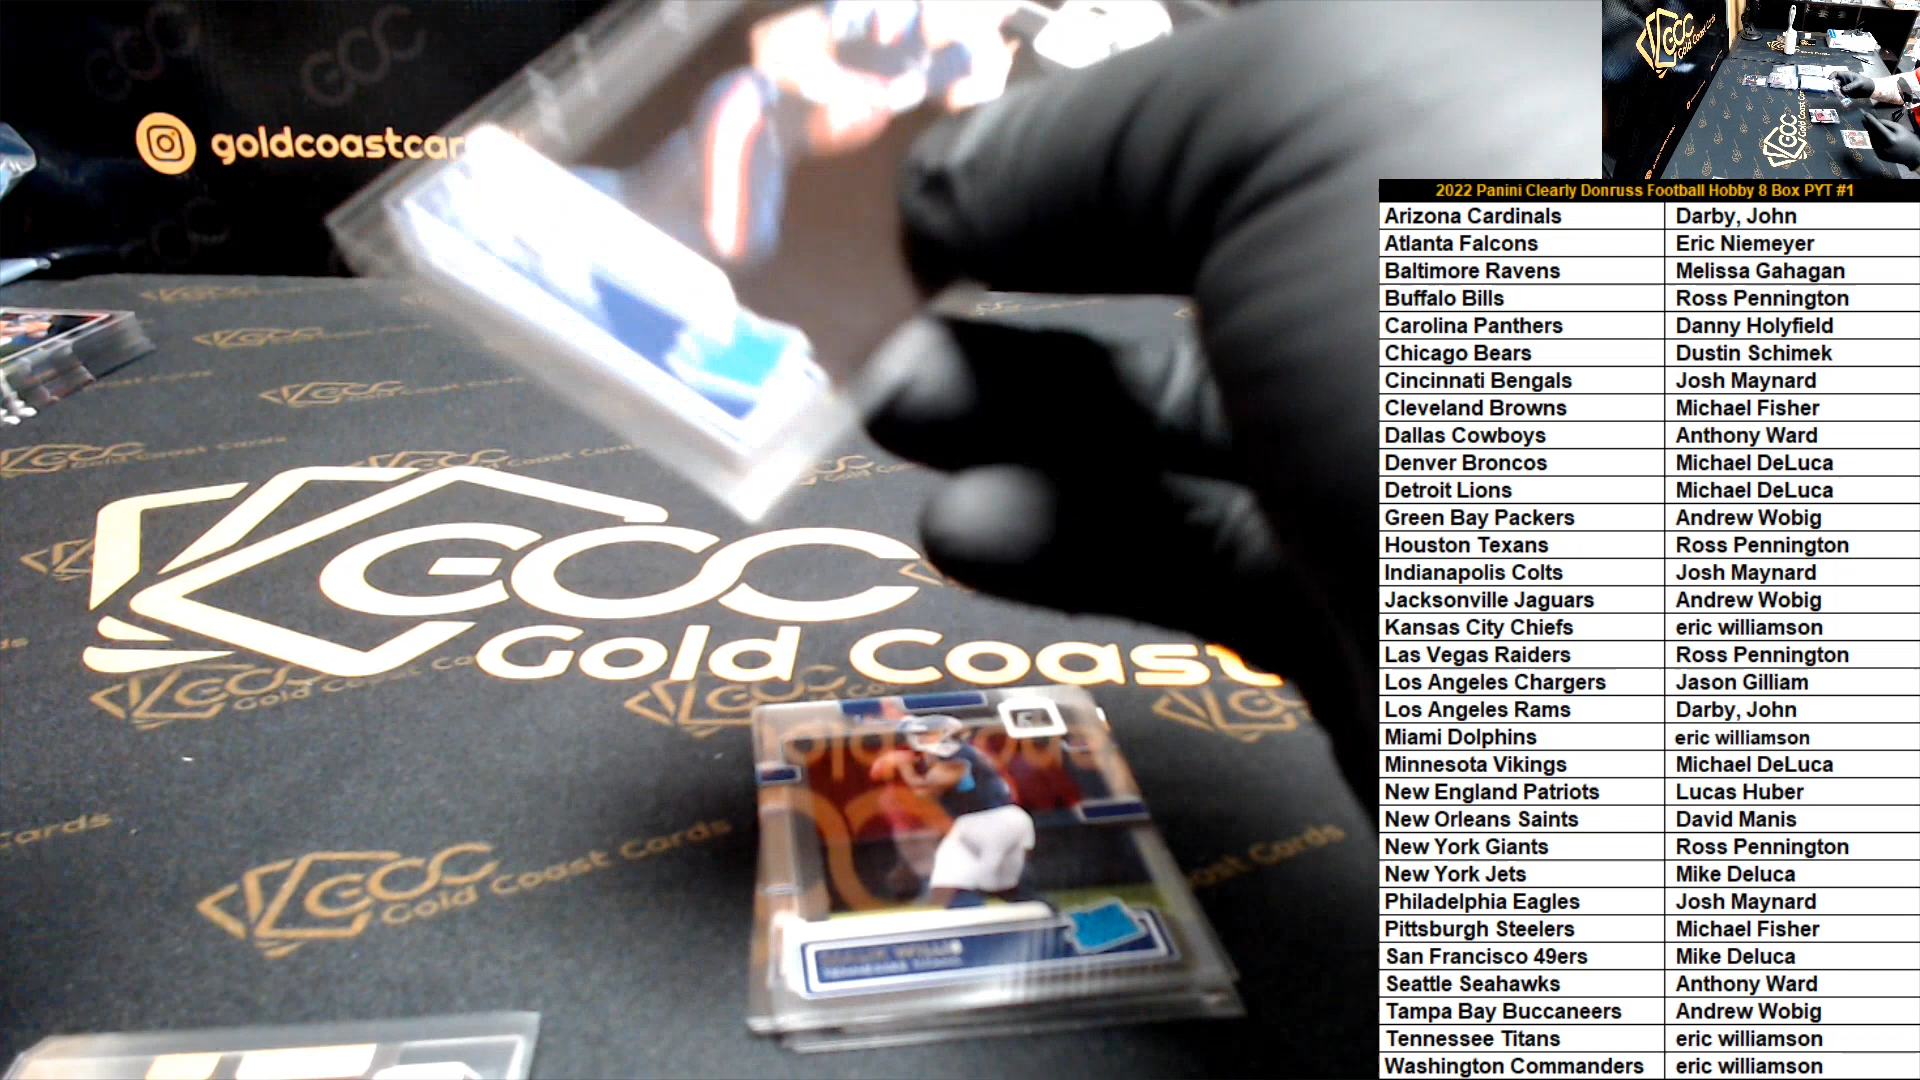 goldcoastcar
GCC
Gold Coast
GCC
Gold Coast Cards
MALIK WILLIS
TENNESSEE TITANS
2022 Panini Clearly Donruss Football Hobby 8 Box PYT #1
Arizona Cardinals Darby, John
Atlanta Falcons Eric Niemeyer
Baltimore Ravens Melissa Gahagan
Buffalo Bills Ross Pennington
Carolina Panthers Danny Holyfield
Chicago Bears Dustin Schimek
Cincinnati Bengals Josh Maynard
Cleveland Browns Michael Fisher
Dallas Cowboys Anthony Ward
Denver Broncos Michael DeLuca
Detroit Lions Michael DeLuca
Green Bay Packers Andrew Wobig
Houston Texans Ross Pennington
Indianapolis Colts Josh Maynard
Jacksonville Jaguars Andrew Wobig
Kansas City Chiefs eric williamson
Las Vegas Raiders Ross Pennington
Los Angeles Chargers Jason Gilliam
Los Angeles Rams Darby, John
Miami Dolphins eric williamson
Minnesota Vikings Michael DeLuca
New England Patriots Lucas Huber
New Orleans Saints David Manis
New York Giants Ross Pennington
New York Jets Mike Deluca
Philadelphia Eagles Josh Maynard
Pittsburgh Steelers Michael Fisher
San Francisco 49ers Mike Deluca
Seattle Seahawks Anthony Ward
Tampa Bay Buccaneers Andrew Wobig
Tennessee Titans eric williamson
Washington Commanders eric williamson